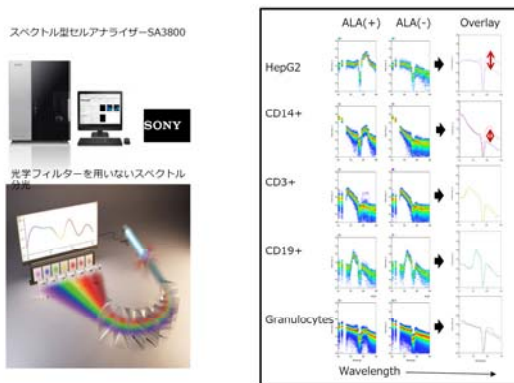 スペクトル型セルアナライザーSA3800
SONY
光学フィルターを用いないスペクトル
分光
ALA(+) ALA(-) Overlay
HepG2
CD14+
CD3+
CD19+
Granulocytes
Wavelength